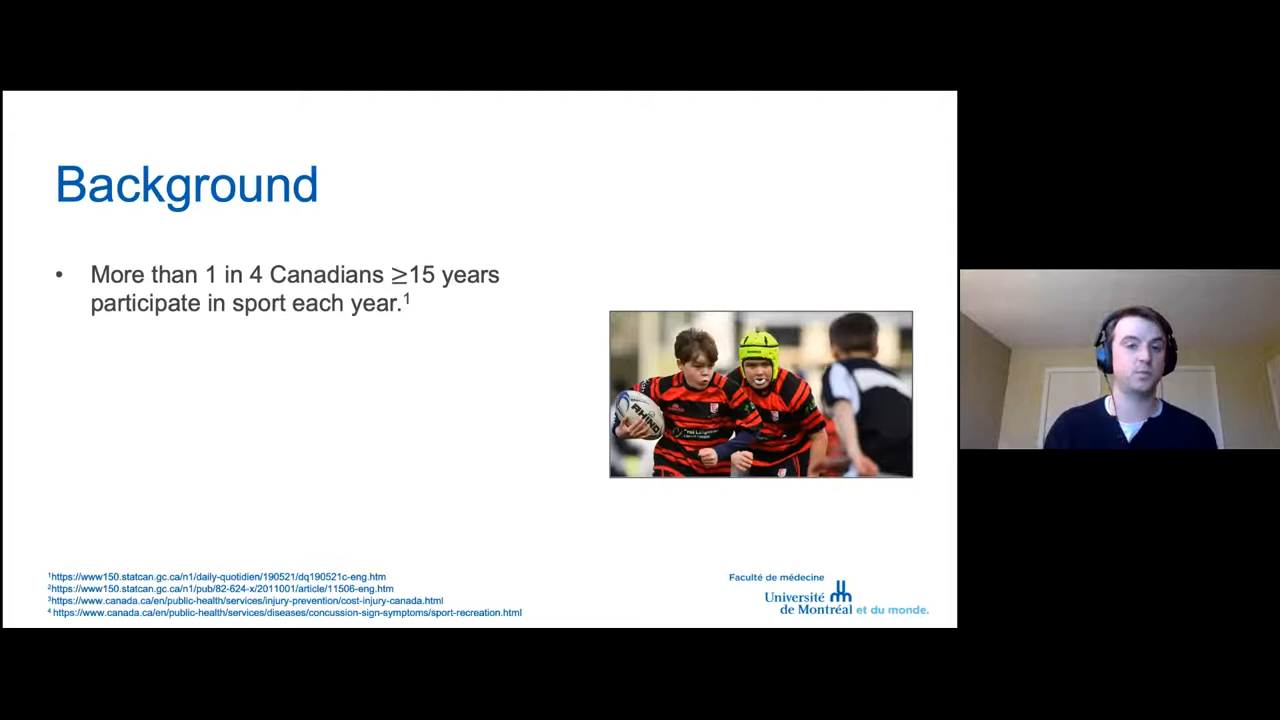 Background
• More than 1 in 4 Canadians ≥15 years
participate in sport each year.¹
RHINO
¹https://www150.statcan.gc.ca/n1/daily-quotidien/190521/dq190521c-eng.htm
²https://www150.statcan.gc.ca/n1/pub/82-624-x/2011001/article/11506-eng.htm
³https://www.canada.ca/en/public-health/services/injury-prevention/cost-injury-canada.html
⁴ https://www.canada.ca/en/public-health/services/diseases/concussion-sign-symptoms/sport-recreation.html
Faculté de médecine
Université
de Montréal et du monde.